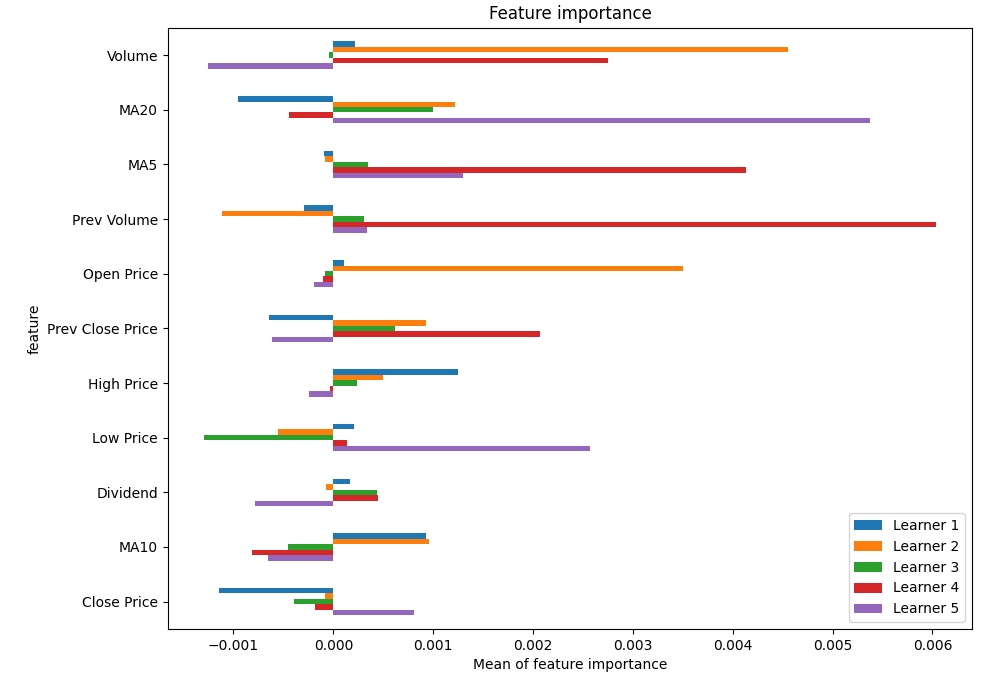 Feature importance
feature
Volume
MA20
MA5
Prev Volume
Open Price
Prev Close Price
High Price
Low Price
Dividend
MA10
Close Price
Learner 1
Learner 2
Learner 3
Learner 4
Learner 5
−0.001 0.000 0.001 0.002 0.003 0.004 0.005 0.006
Mean of feature importance